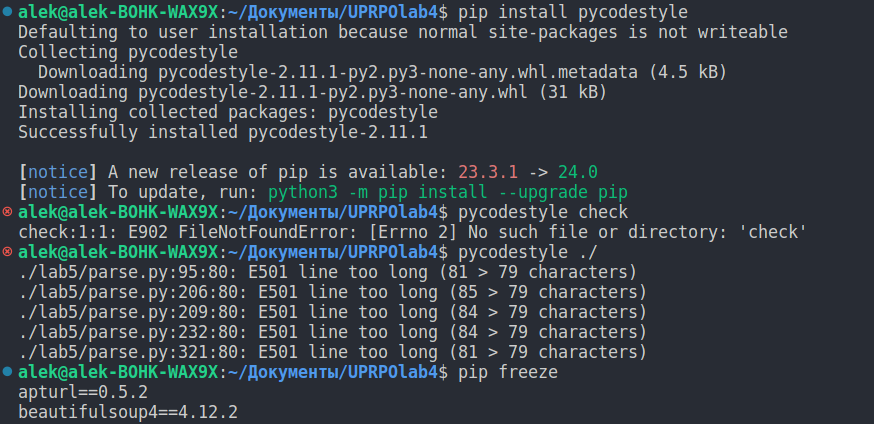 alek@alek-BOHK-WAX9X:~/Документы/UPRPOlab4$ pip install pycodestyle
Defaulting to user installation because normal site-packages is not writeable
Collecting pycodestyle
  Downloading pycodestyle-2.11.1-py2.py3-none-any.whl.metadata (4.5 kB)
Downloading pycodestyle-2.11.1-py2.py3-none-any.whl (31 kB)
Installing collected packages: pycodestyle
Successfully installed pycodestyle-2.11.1

[notice] A new release of pip is available: 23.3.1 -> 24.0
[notice] To update, run: python3 -m pip install --upgrade pip
alek@alek-BOHK-WAX9X:~/Документы/UPRPOlab4$ pycodestyle check
check:1:1: E902 FileNotFoundError: [Errno 2] No such file or directory: 'check'
alek@alek-BOHK-WAX9X:~/Документы/UPRPOlab4$ pycodestyle ./
./lab5/parse.py:95:80: E501 line too long (81 > 79 characters)
./lab5/parse.py:206:80: E501 line too long (85 > 79 characters)
./lab5/parse.py:209:80: E501 line too long (84 > 79 characters)
./lab5/parse.py:232:80: E501 line too long (84 > 79 characters)
./lab5/parse.py:321:80: E501 line too long (81 > 79 characters)
alek@alek-BOHK-WAX9X:~/Документы/UPRPOlab4$ pip freeze
apturl==0.5.2
beautifulsoup4==4.12.2